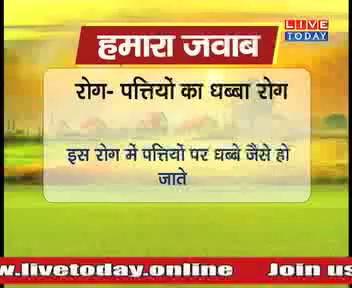 हमारा जवाब
LIVE
TODAY
रोग- पत्तियों का धब्बा रोग
इस रोग में पत्तियों पर धब्बे जैसे हो
जाते
w.livetoday.online Join us